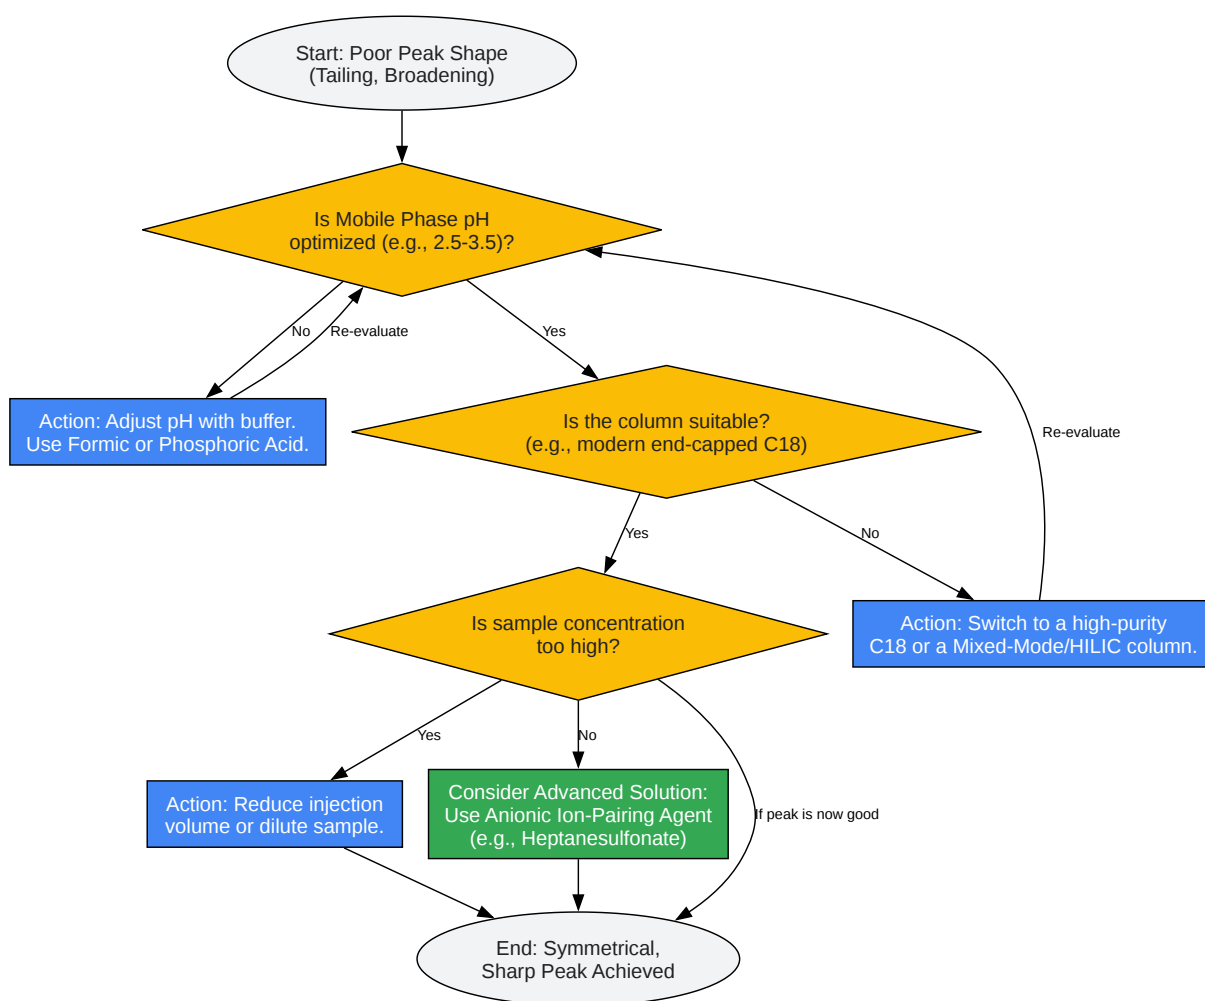 Start: Poor Peak Shape
(Tailing, Broadening)
Is Mobile Phase pH
optimized (e.g., 2.5-3.5)?
No
Re-evaluate
Yes
Action: Adjust pH with buffer.
Use Formic or Phosphoric Acid.
Is the column suitable?
(e.g., modern end-capped C18)
Re-evaluate
Yes
No
Is sample concentration
too high?
Action: Switch to a high-purity
C18 or a Mixed-Mode/HILIC column.
Yes
No
Action: Reduce injection
volume or dilute sample.
Consider Advanced Solution:
Use Anionic Ion-Pairing Agent
(e.g., Heptanesulfonate)
If peak is now good
End: Symmetrical,
Sharp Peak Achieved